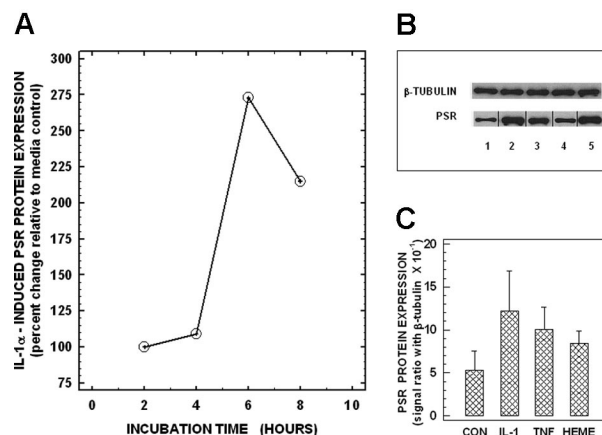 A
IL-1α - INDUCED PSR PROTEIN EXPRESSION
(percent change relative to media control)
300
275
250
225
200
175
150
125
100
75
0 2 4 6 8 10
INCUBATION TIME (HOURS)
B
β-TUBULIN
PSR
1 2 3 4 5
C
PSR PROTEIN EXPRESSION
(signal ratio with β-tubulin X 10⁻¹)
20
15
10
5
0
CON IL-1 TNF HEME